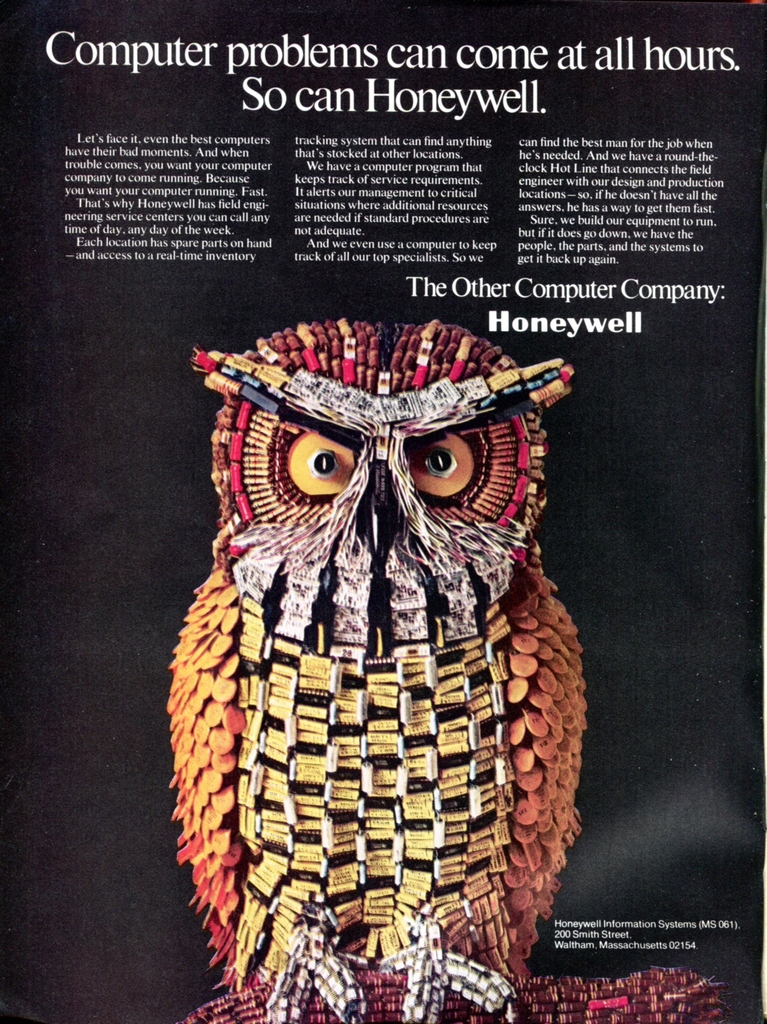 Computer problems can come at all hours.
So can Honeywell.
Let's face it, even the best computers
have their bad moments. And when
trouble comes, you want your computer
company to come running. Because
you want your computer running. Fast.
That's why Honeywell has field engi-
neering service centers you can call any
time of day, any day of the week.
Each location has spare parts on hand
—and access to a real-time inventory
tracking system that can find anything
that's stocked at other locations.
We have a computer program that
keeps track of service requirements.
It alerts our management to critical
situations where additional resources
are needed if standard procedures are
not adequate.
And we even use a computer to keep
track of all our top specialists. So we
can find the best man for the job when
he's needed. And we have a round-the-
clock Hot Line that connects the field
engineer with our design and production
locations—so, if he doesn't have all the
answers, he has a way to get them fast.
Sure, we build our equipment to run,
but if it does go down, we have the
people, the parts, and the systems to
get it back up again.
The Other Computer Company:
Honeywell
Honeywell Information Systems (MS 061),
200 Smith Street,
Waltham, Massachusetts 02154.